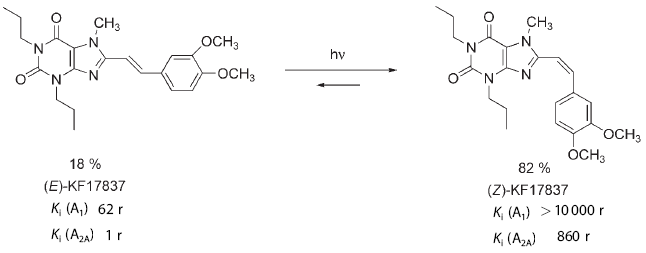 O
CH₃
N
N
OCH₃
OCH₃
O
N
N
hν
O
CH₃
N
N
O
N
N
OCH₃
OCH₃
18 %
(E)-KF17837
Kᵢ (A₁) 62 r
Kᵢ (A₂A) 1 r
82 %
(Z)-KF17837
Kᵢ (A₁) > 10 000 r
Kᵢ (A₂A) 860 r